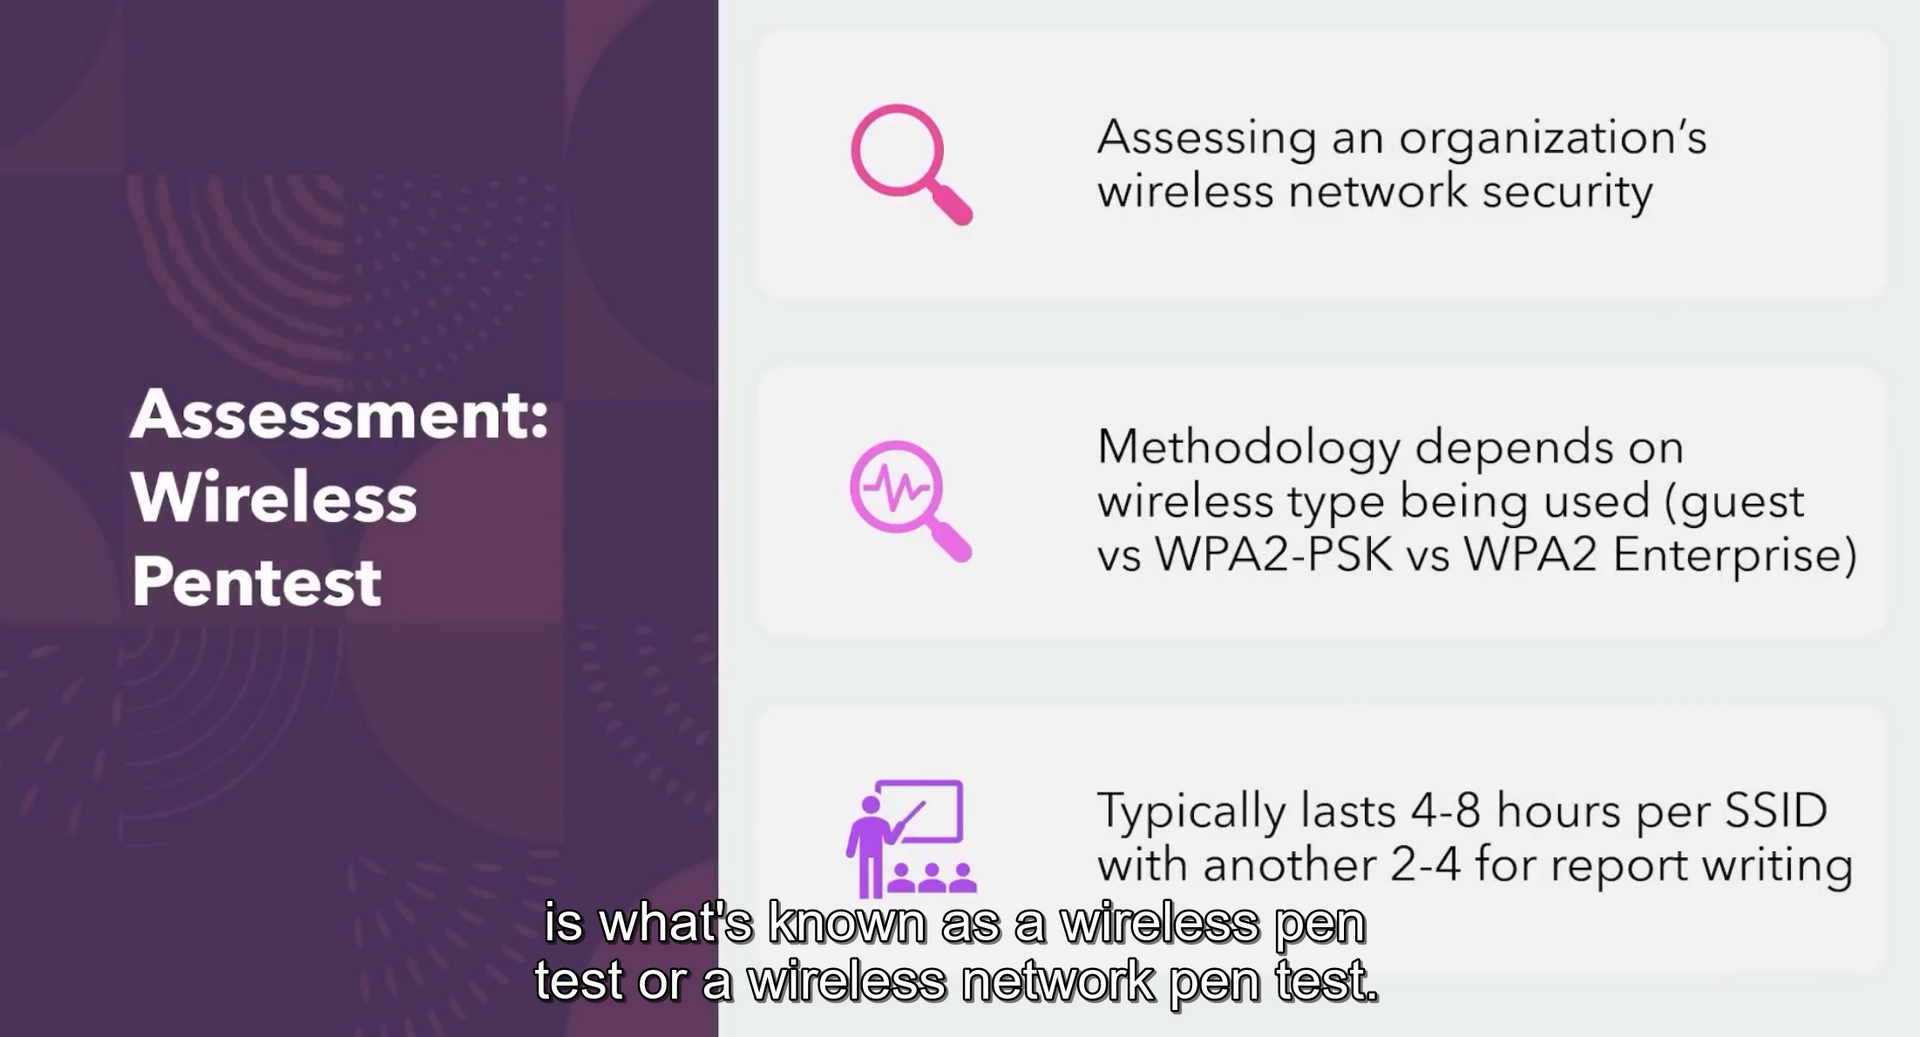 Assessment:
Wireless
Pentest
Assessing an organization’s
wireless network security
Methodology depends on
wireless type being used (guest
vs WPA2-PSK vs WPA2 Enterprise)
Typically lasts 4-8 hours per SSID
with another 2-4 for report writing
is what's known as a wireless pen
test or a wireless network pen test.